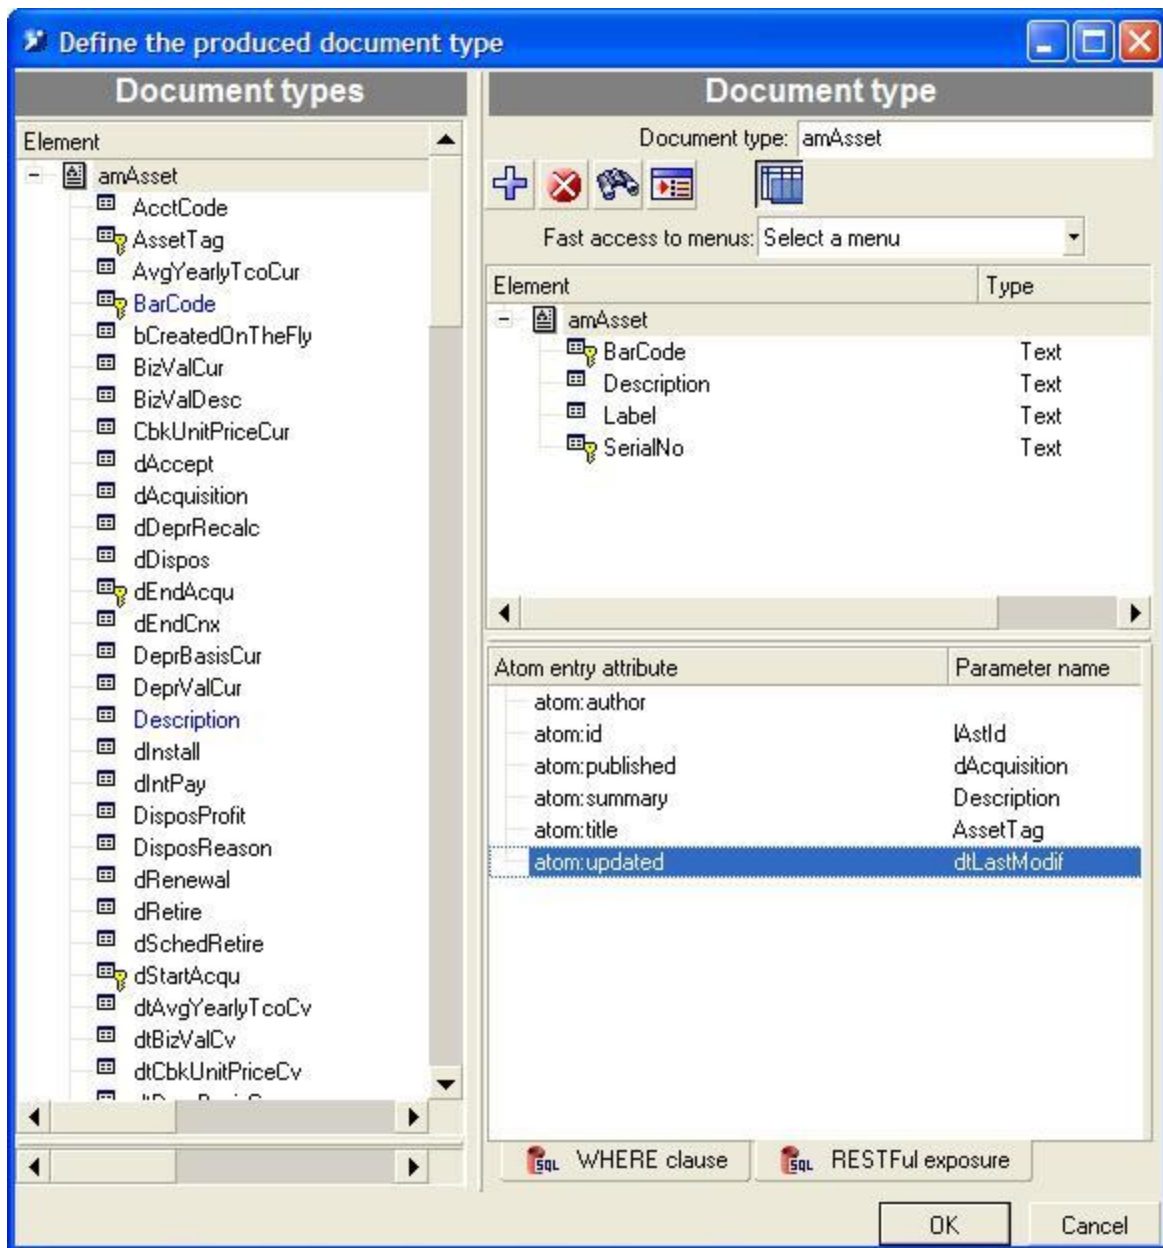 Define the produced document type
Document types
Element
amAsset
AcctCode
AssetTag
AvgYearlyTcoCur
BarCode
bCreatedOnTheFly
BizValCur
BizValDesc
CbkUnitPriceCur
dAccept
dAcquisition
dDeprRecalc
dDispos
dEndAcqu
dEndCnx
DeprBasisCur
DeprValCur
Description
dInstall
dIntPay
DisposProfit
DisposReason
dRenewal
dRetire
dSchedRetire
dStartAcqu
dtAvgYearlyTcoCv
dtBizValCv
dtCbkUnitPriceCv
Document type
Document type: amAsset
Fast access to menus: Select a menu
Element Type
amAsset
BarCode Text
Description Text
Label Text
SerialNo Text
Atom entry attribute Parameter name
atom:author
atom:id lAstId
atom:published dAcquisition
atom:summary Description
atom:title AssetTag
atom:updated dtLastModif
SQL WHERE clause SQL RESTFul exposure
OK Cancel